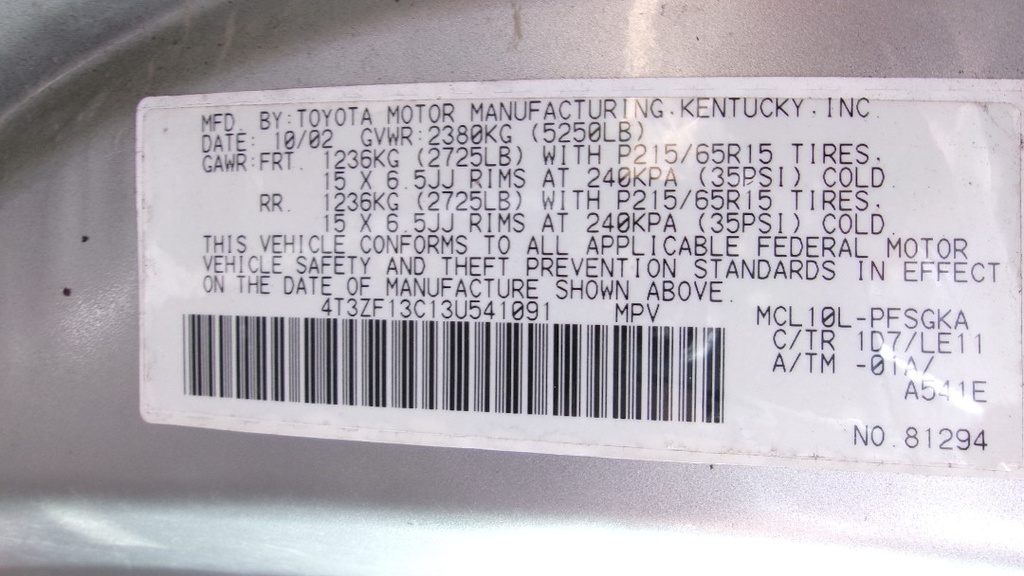 MFD. BY:TOYOTA MOTOR MANUFACTURING,KENTUCKY,INC.
DATE: 10/02 GVWR:2380KG (5250LB)
GAWR:FRT. 1236KG (2725LB) WITH P215/65R15 TIRES,
15 X 6.5JJ RIMS AT 240KPA (35PSI) COLD.
RR. 1236KG (2725LB) WITH P215/65R15 TIRES,
15 X 6.5JJ RIMS AT 240KPA (35PSI) COLD.
THIS VEHICLE CONFORMS TO ALL APPLICABLE FEDERAL MOTOR
VEHICLE SAFETY AND THEFT PREVENTION STANDARDS IN EFFECT
ON THE DATE OF MANUFACTURE SHOWN ABOVE.
4T3ZF13C13U541091 MPV
MCL10L-PFSGKA
C/TR 1D7/LE11
A/TM -01A/
A541E
NO.81294